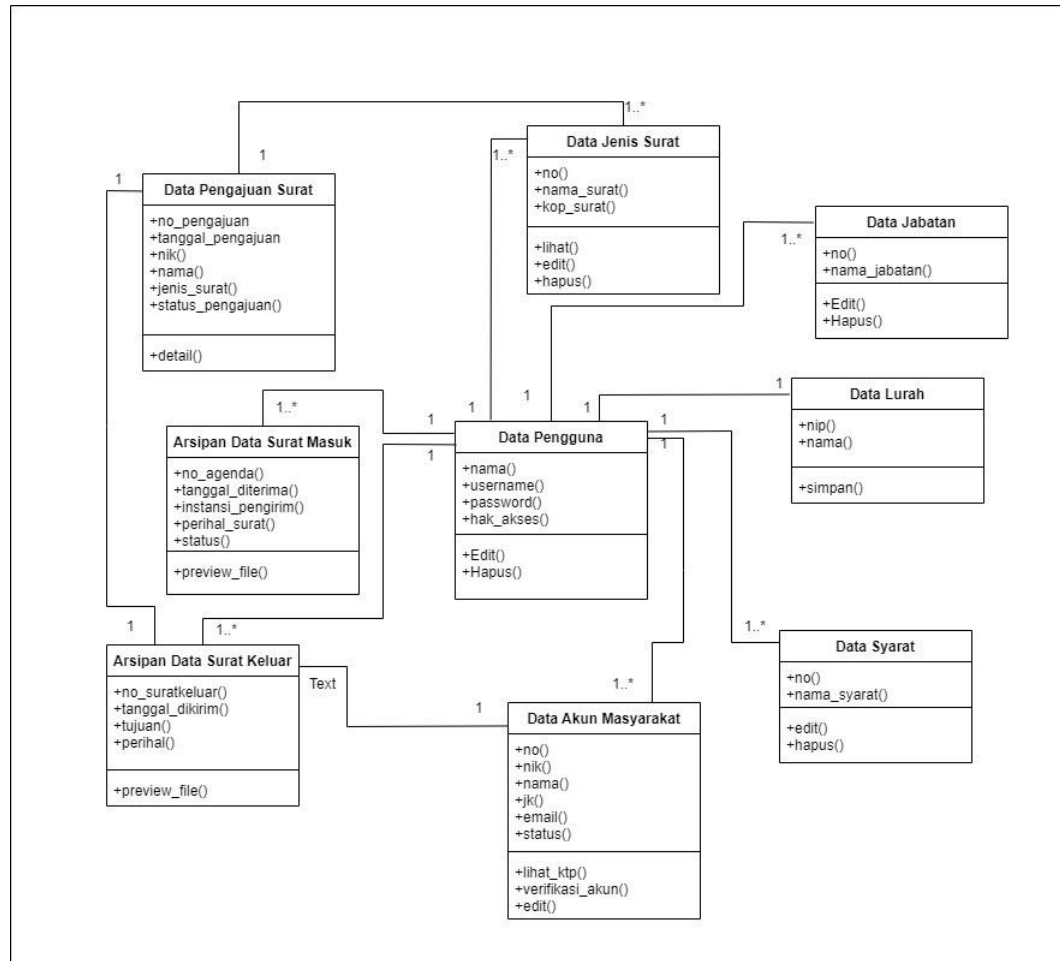 1..*
1
Data Jenis Surat
+no()
+nama_surat()
+kop_surat()
+lihat()
+edit()
+hapus()
1..*
1
Data Pengajuan Surat
+no_pengajuan
+tanggal_pengajuan
+nik()
+nama()
+jenis_surat()
+status_pengajuan()
+detail()
Data Jabatan
+no()
+nama_jabatan()
+Edit()
+Hapus()
1..*
1
1
1
1
Data Lurah
+nip()
+nama()
+simpan()
1..*
1
1
Arsipan Data Surat Masuk
+no_agenda()
+tanggal_diterima()
+instansi_pengirim()
+perihal_surat()
+status()
+preview_file()
Data Pengguna
+nama()
+username()
+password()
+hak_akses()
+Edit()
+Hapus()
1
1
1
1..*
1..*
Arsipan Data Surat Keluar
+no_suratkeluar()
+tanggal_dikirim()
+tujuan()
+perihal()
+preview_file()
Data Syarat
+no()
+nama_syarat()
+edit()
+hapus()
Text
1
1..*
Data Akun Masyarakat
+no()
+nik()
+nama()
+jk()
+email()
+status()
+lihat_ktp()
+verifikasi_akun()
+edit()